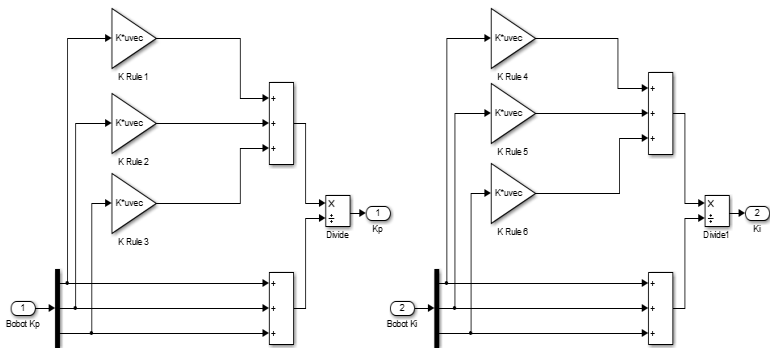 K*uvec
K Rule 1
K*uvec
K Rule 2
K*uvec
K Rule 3
+
+
+
X
÷
Divide
1
Kp
1
Bobot Kp
+
+
+
K*uvec
K Rule 4
K*uvec
K Rule 5
K*uvec
K Rule 6
+
+
+
X
÷
Divide1
2
Ki
2
Bobot Ki
+
+
+